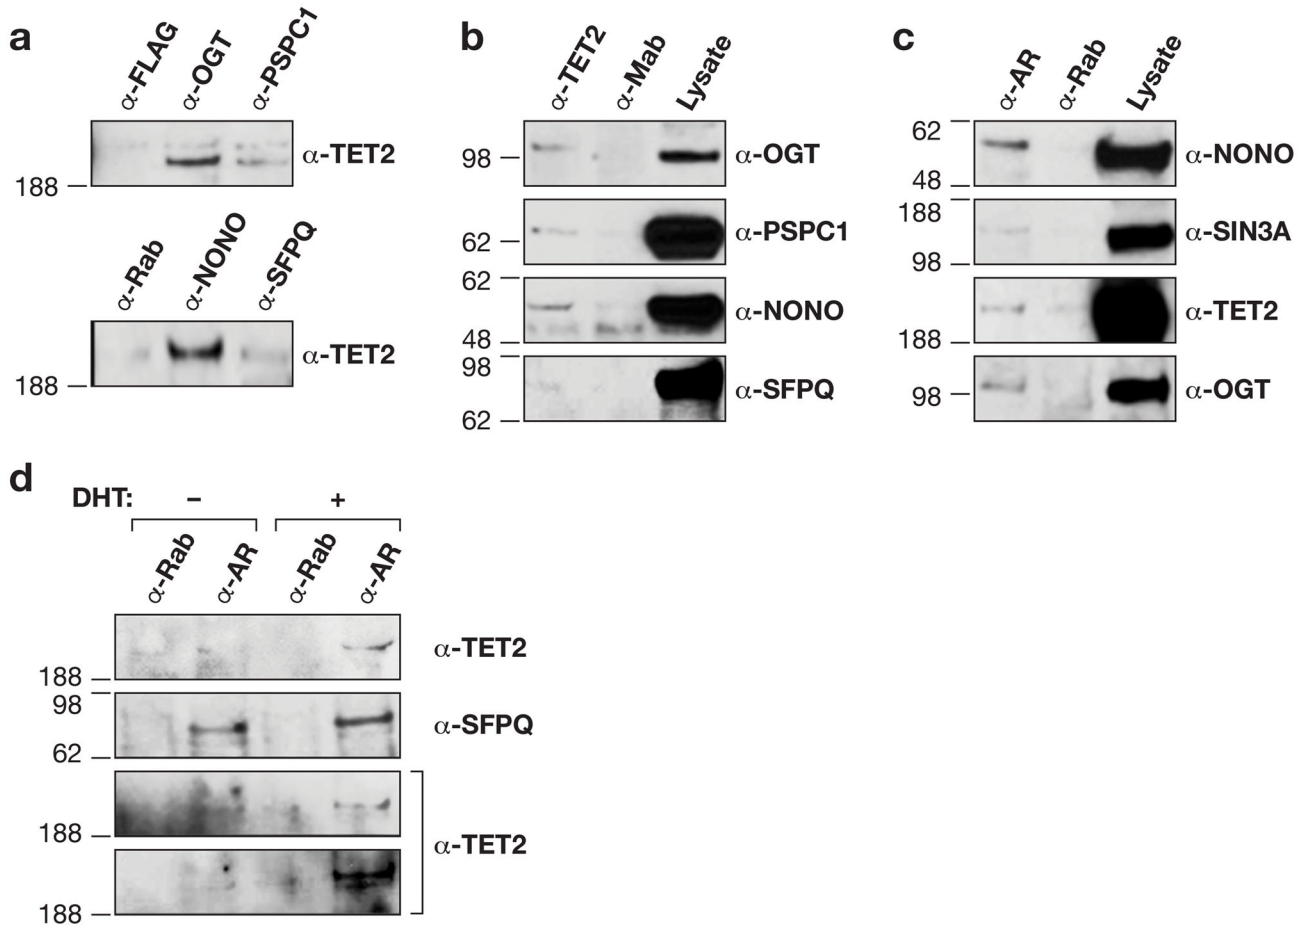 a
α-FLAG α-OGT α-PSPC1
α-TET2
188
α-Rab α-NONO α-SFPQ
α-TET2
188
b
α-TET2 α-Mab Lysate
98 α-OGT
62 α-PSPC1
62
α-NONO
48
98
α-SFPQ
62
c
α-AR α-Rab Lysate
62
α-NONO
48
188
α-SIN3A
98
α-TET2
188
98 α-OGT
d
DHT: – +
α-Rab α-AR α-Rab α-AR
α-TET2
188
98
α-SFPQ
62
188
α-TET2
188